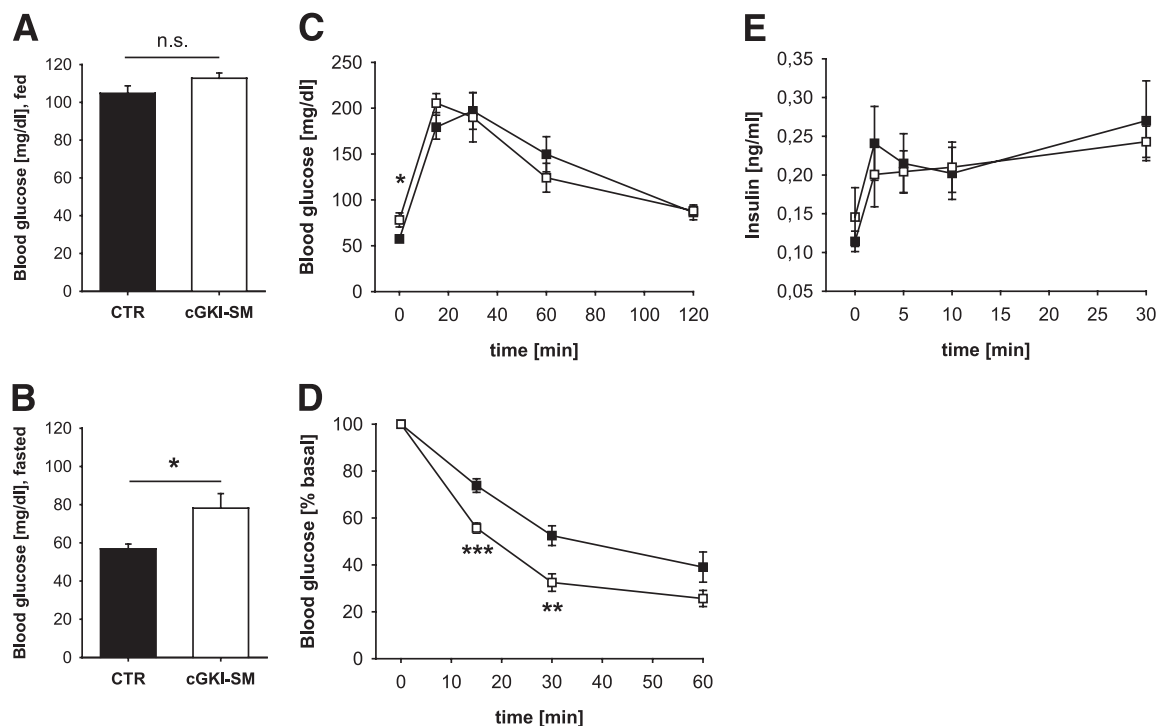 A
n.s.
Blood glucose [mg/dl], fed
120
100
80
60
40
20
0
CTR
cGKI-SM
B
*
Blood glucose [mg/dl], fasted
120
100
80
60
40
20
0
CTR
cGKI-SM
C
Blood glucose [mg/dl]
250
200
150
100
50
0
*
0 20 40 60 80 100 120
time [min]
D
Blood glucose [% basal]
100
80
60
40
20
0
***
**
0 10 20 30 40 50 60
time [min]
E
Insulin [ng/ml]
0,35
0,30
0,25
0,20
0,15
0,10
0,05
0 5 10 15 20 25 30
time [min]